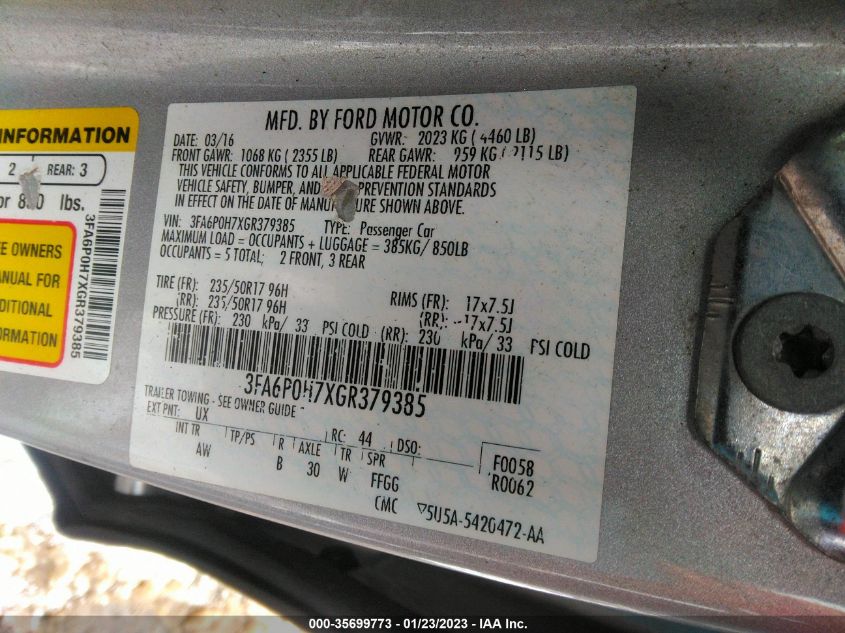 INFORMATION
2 REAR: 3
or 850 lbs.
EE OWNERS
MANUAL FOR
DITIONAL
FORMATION
3FA6P0H7XGR379385
MFD. BY FORD MOTOR CO.
DATE: 03/16 GVWR: 2023 KG ( 4460 LB)
FRONT GAWR: 1068 KG ( 2355 LB) REAR GAWR: 959 KG ( 2115 LB)
THIS VEHICLE CONFORMS TO ALL APPLICABLE FEDERAL MOTOR
VEHICLE SAFETY, BUMPER, AND PREVENTION STANDARDS
IN EFFECT ON THE DATE OF MANUFACTURE SHOWN ABOVE.
VIN: 3FA6P0H7XGR379385 TYPE: Passenger Car
MAXIMUM LOAD = OCCUPANTS + LUGGAGE = 385KG/ 850LB
OCCUPANTS = 5 TOTAL; 2 FRONT, 3 REAR
TIRE (FR): 235/50R17 96H RIMS (FR): 17x7.5J
(RR): 235/50R17 96H (RR): 17x7.5J
PRESSURE (FR): 230 kPa/ 33 PSI COLD (RR): 230 kPa/ 33 PSI COLD
3FA6P0H7XGR379385
TRAILER TOWING - SEE OWNER GUIDE -
EXT PNT: UX RC: 44 DSO:
INT TR TP/PS R AXLE TR SPR F0058
AW B 30 W FFGG R0062
CMC ▽5U5A-5420472-AA
000-35699773 - 01/23/2023 - IAA Inc.